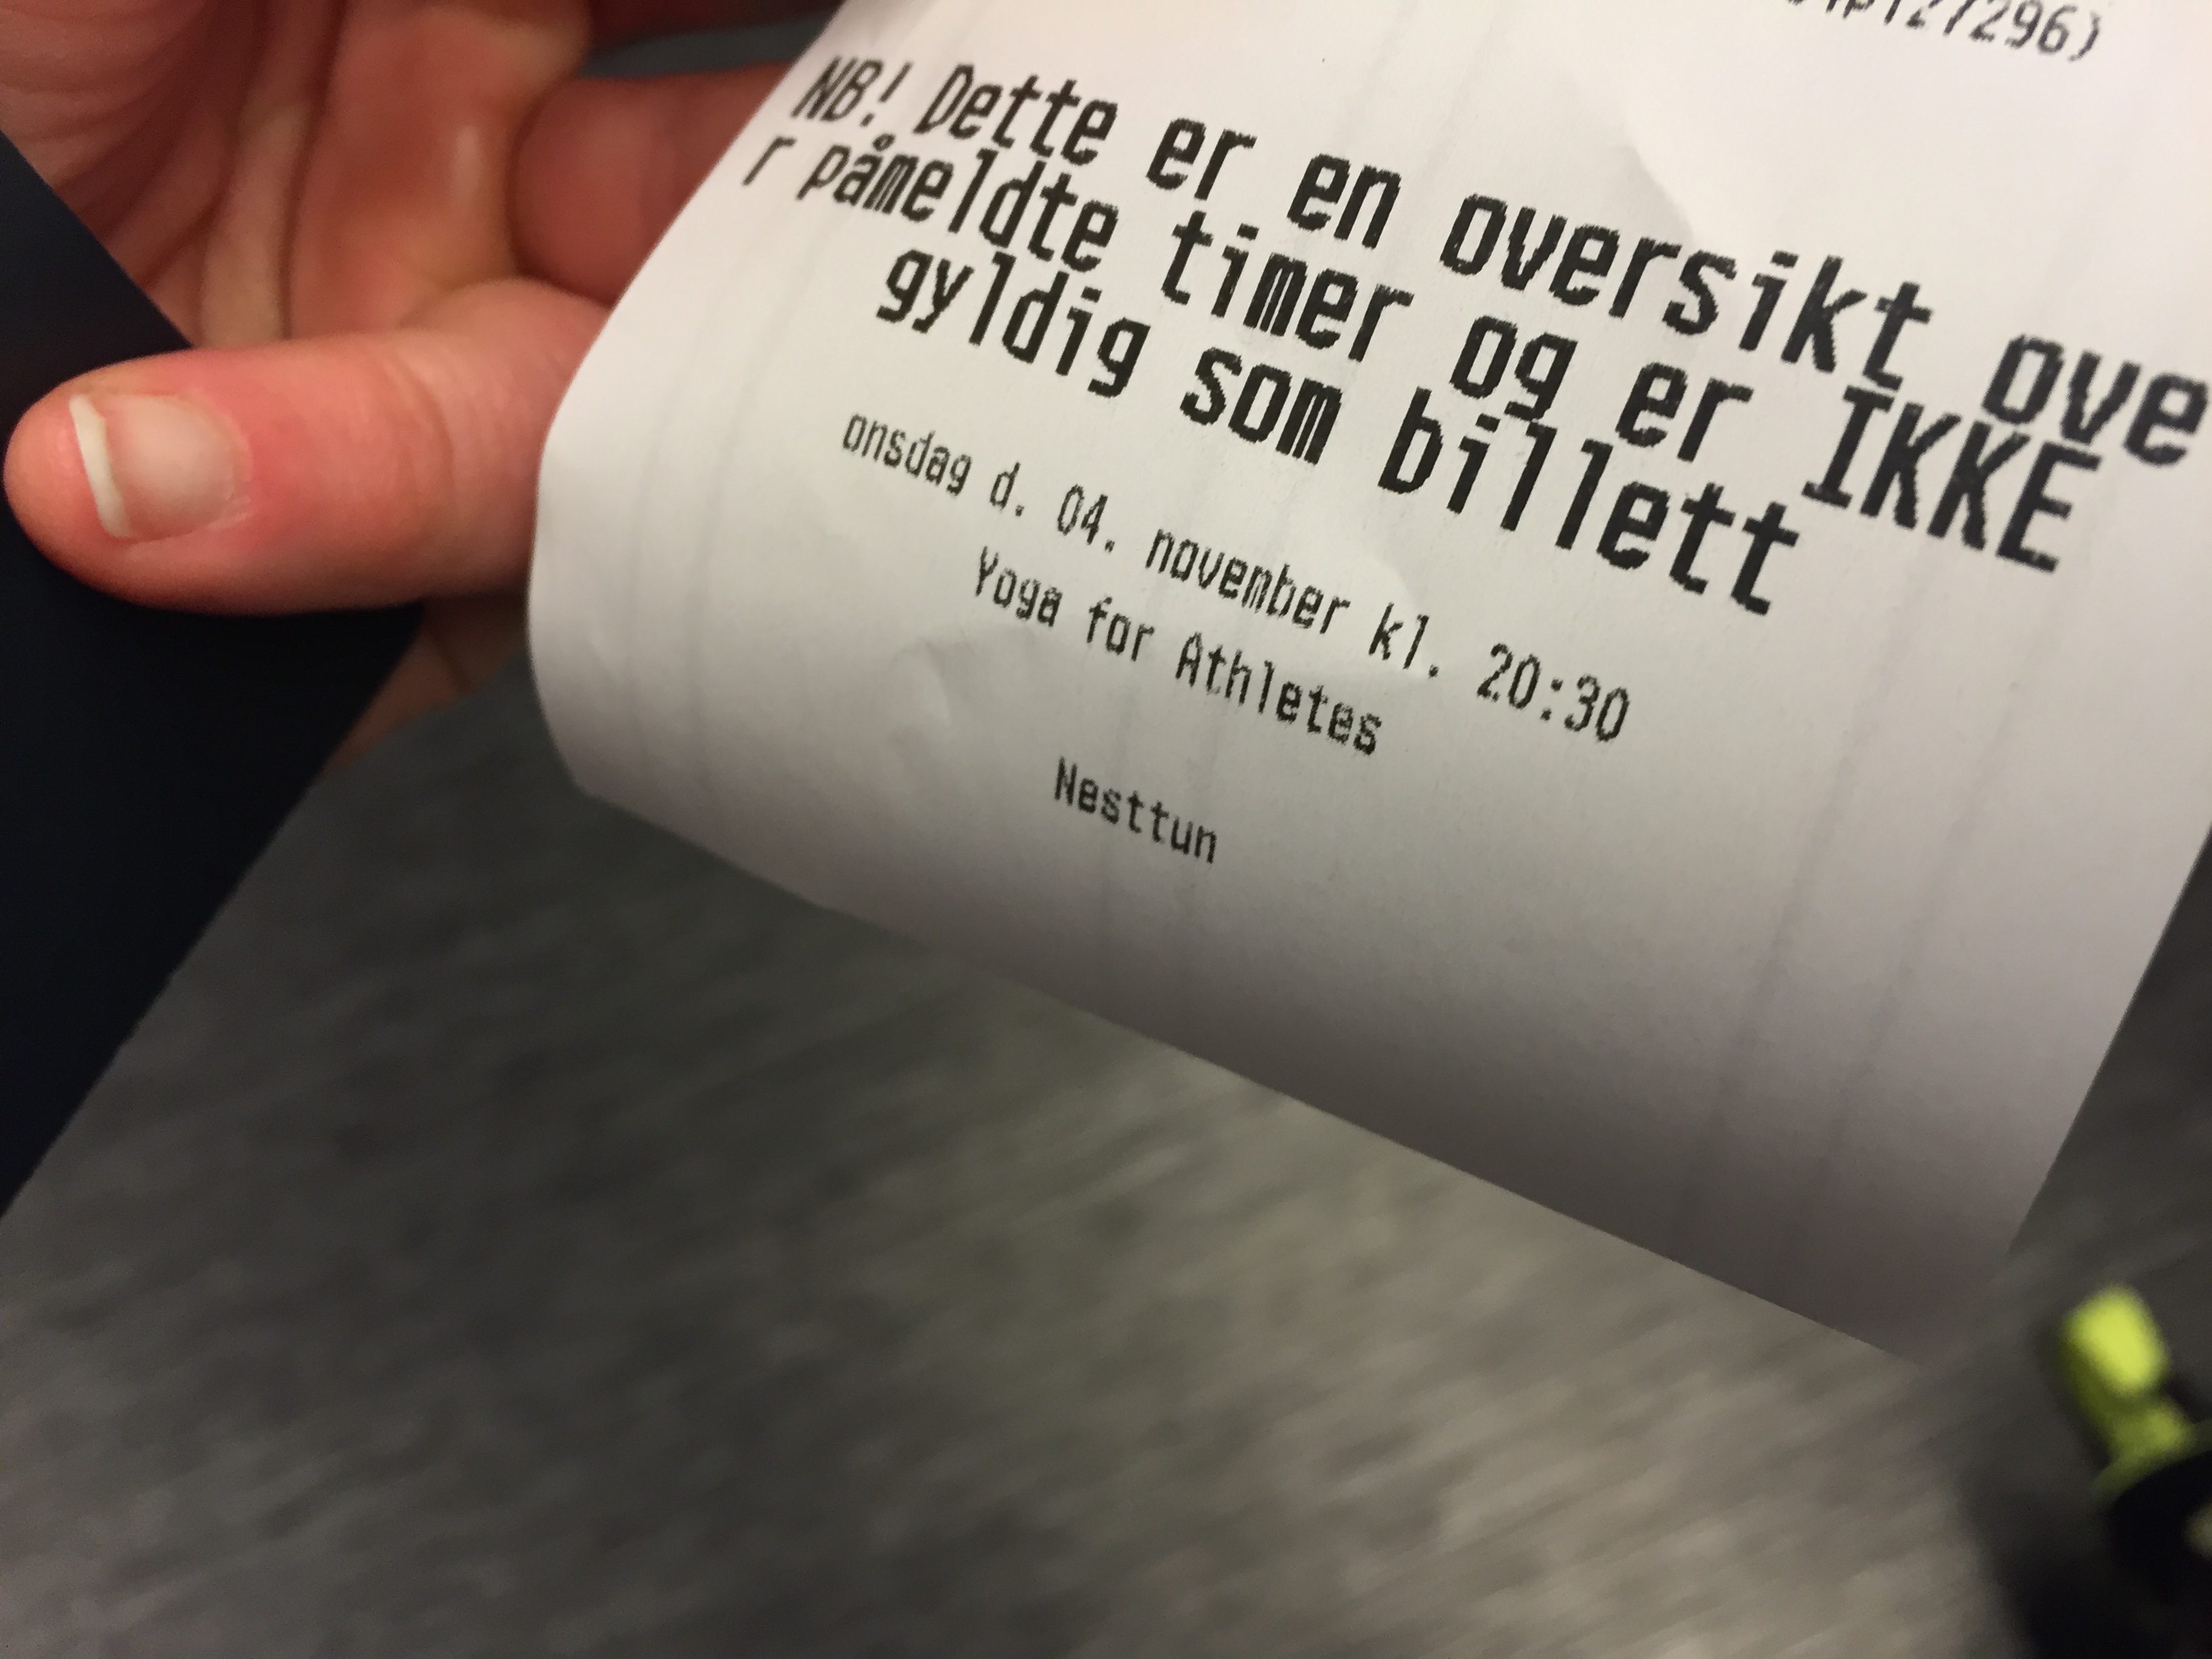 27296)
NB! Dette er en oversikt ove
r påmeldte timer og er IKKE
gyldig som billett
onsdag d. 04. november kl. 20:30
Yoga for Athletes
Nesttun